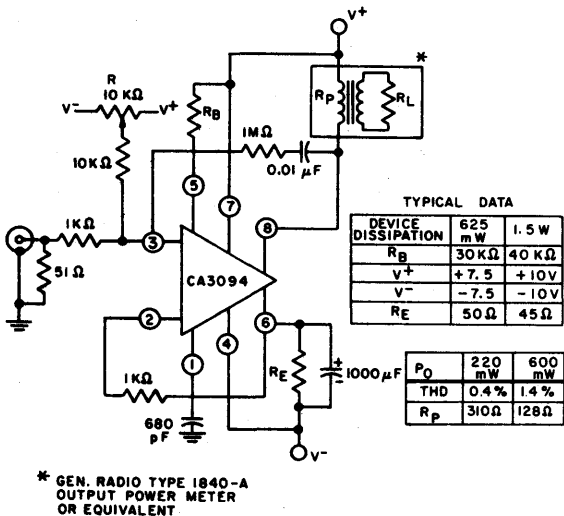 V+
*
R
10 KΩ
V- V+
RB
RP RL
1MΩ
0.01 µF
10KΩ
5
7
8
1KΩ
3
51Ω
CA3094
2
6
1
4
1KΩ
RE
+
-
1000µF
680
pF
V-
TYPICAL DATA
DEVICE DISSIPATION 625 mW 1.5 W
RB 30KΩ 40 KΩ
V+ +7.5 +10V
V- -7.5 -10V
RE 50Ω 45Ω
PO 220 mW 600 mW
THD 0.4% 1.4%
RP 310Ω 128Ω
* GEN. RADIO TYPE 1840-A
OUTPUT POWER METER
OR EQUIVALENT